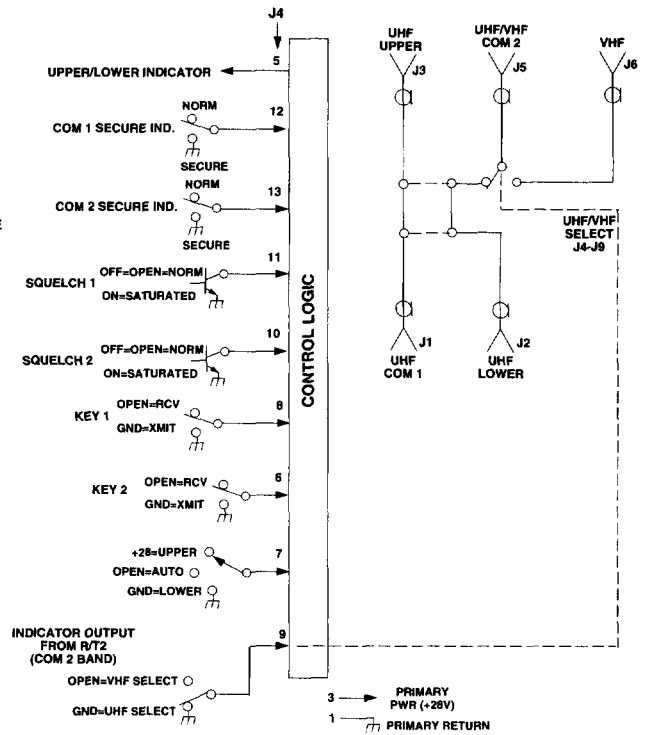 J4
5
UPPER/LOWER INDICATOR
NORM
12
COM 1 SECURE IND.
SECURE
NORM
13
COM 2 SECURE IND.
SECURE
E
11
SQUELCH 1
OFF=OPEN=NORM
ON=SATURATED
10
SQUELCH 2
OFF=OPEN=NORM
ON=SATURATED
8
KEY 1
OPEN=RCV
GND=XMIT
6
KEY 2
OPEN=RCV
GND=XMIT
7
+28=UPPER
OPEN=AUTO
GND=LOWER
9
INDICATOR OUTPUT
FROM R/T2
(COM 2 BAND)
OPEN=VHF SELECT
GND=UHF SELECT
CONTROL LOGIC
UHF
UPPER
J3
UHF/VHF
COM 2
J5
VHF
J6
UHF/VHF
SELECT
J4-J9
J1
UHF
COM 1
J2
UHF
LOWER
3
PRIMARY
PWR (+28V)
1
PRIMARY RETURN